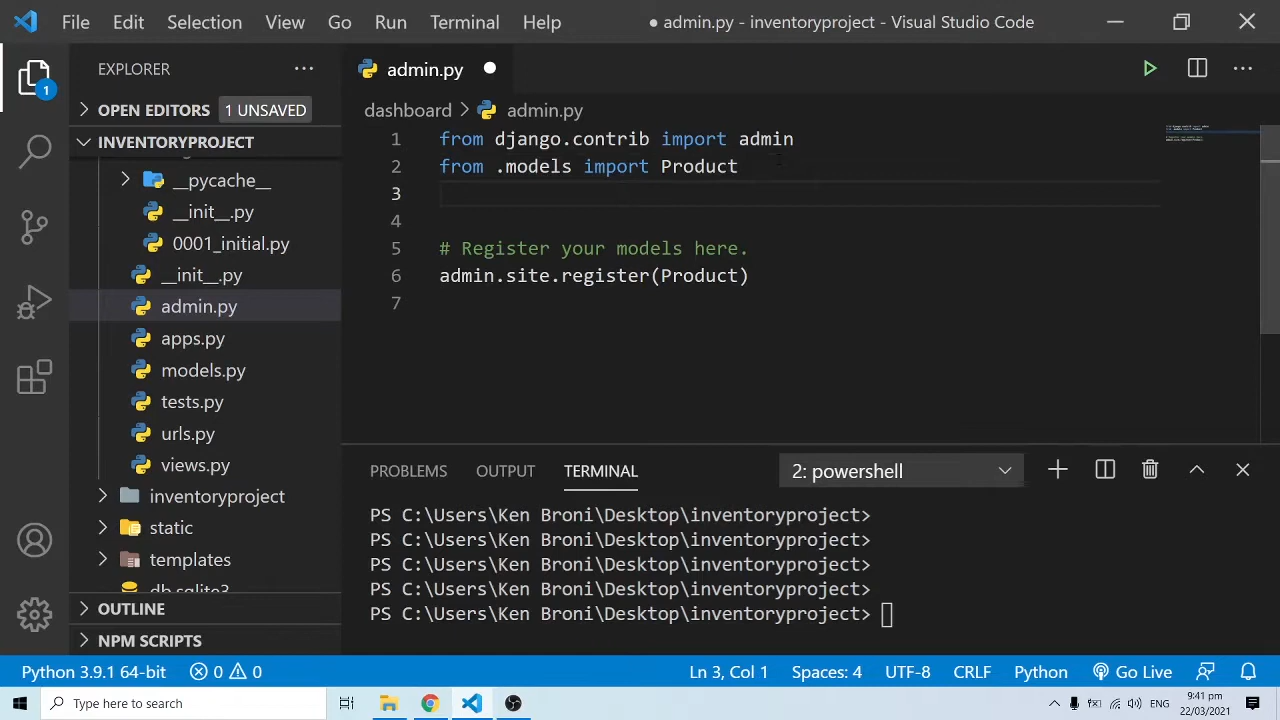 File Edit Selection View Go Run Terminal Help ● admin.py - inventoryproject - Visual Studio Code
EXPLORER ···
admin.py
1
OPEN EDITORS 1 UNSAVED
dashboard > admin.py
INVENTORYPROJECT
__pycache__
__init__.py
0001_initial.py
__init__.py
admin.py
apps.py
models.py
tests.py
urls.py
views.py
inventoryproject
static
templates
db.sqlite3
OUTLINE
NPM SCRIPTS
1 from django.contrib import admin
2 from .models import Product
3
4
5 # Register your models here.
6 admin.site.register(Product)
7
PROBLEMS OUTPUT TERMINAL 2: powershell
PS C:\Users\Ken Broni\Desktop\inventoryproject>
PS C:\Users\Ken Broni\Desktop\inventoryproject>
PS C:\Users\Ken Broni\Desktop\inventoryproject>
PS C:\Users\Ken Broni\Desktop\inventoryproject>
PS C:\Users\Ken Broni\Desktop\inventoryproject>
Python 3.9.1 64-bit 0 0 Ln 3, Col 1 Spaces: 4 UTF-8 CRLF Python Go Live
Type here to search
ENG
9:41 pm
22/03/2021